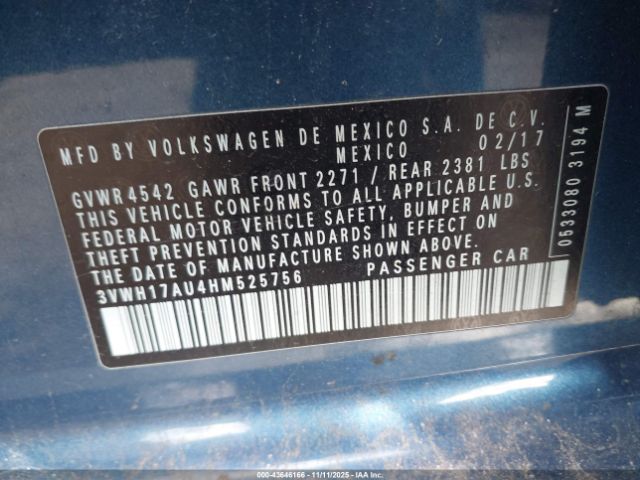 MFD BY VOLKSWAGEN DE MEXICO S.A. DE C.V.
MEXICO 02/17
GVWR 4542 GAWR FRONT 2271 / REAR 2381 LBS
THIS VEHICLE CONFORMS TO ALL APPLICABLE U.S.
FEDERAL MOTOR VEHICLE SAFETY, BUMPER AND
THEFT PREVENTION STANDARDS IN EFFECT ON
THE DATE OF MANUFACTURE SHOWN ABOVE.
3VWH17AU4HM525756 PASSENGER CAR
0533080 3194 M
000-43646166 - 11/11/2025 - IAA Inc.